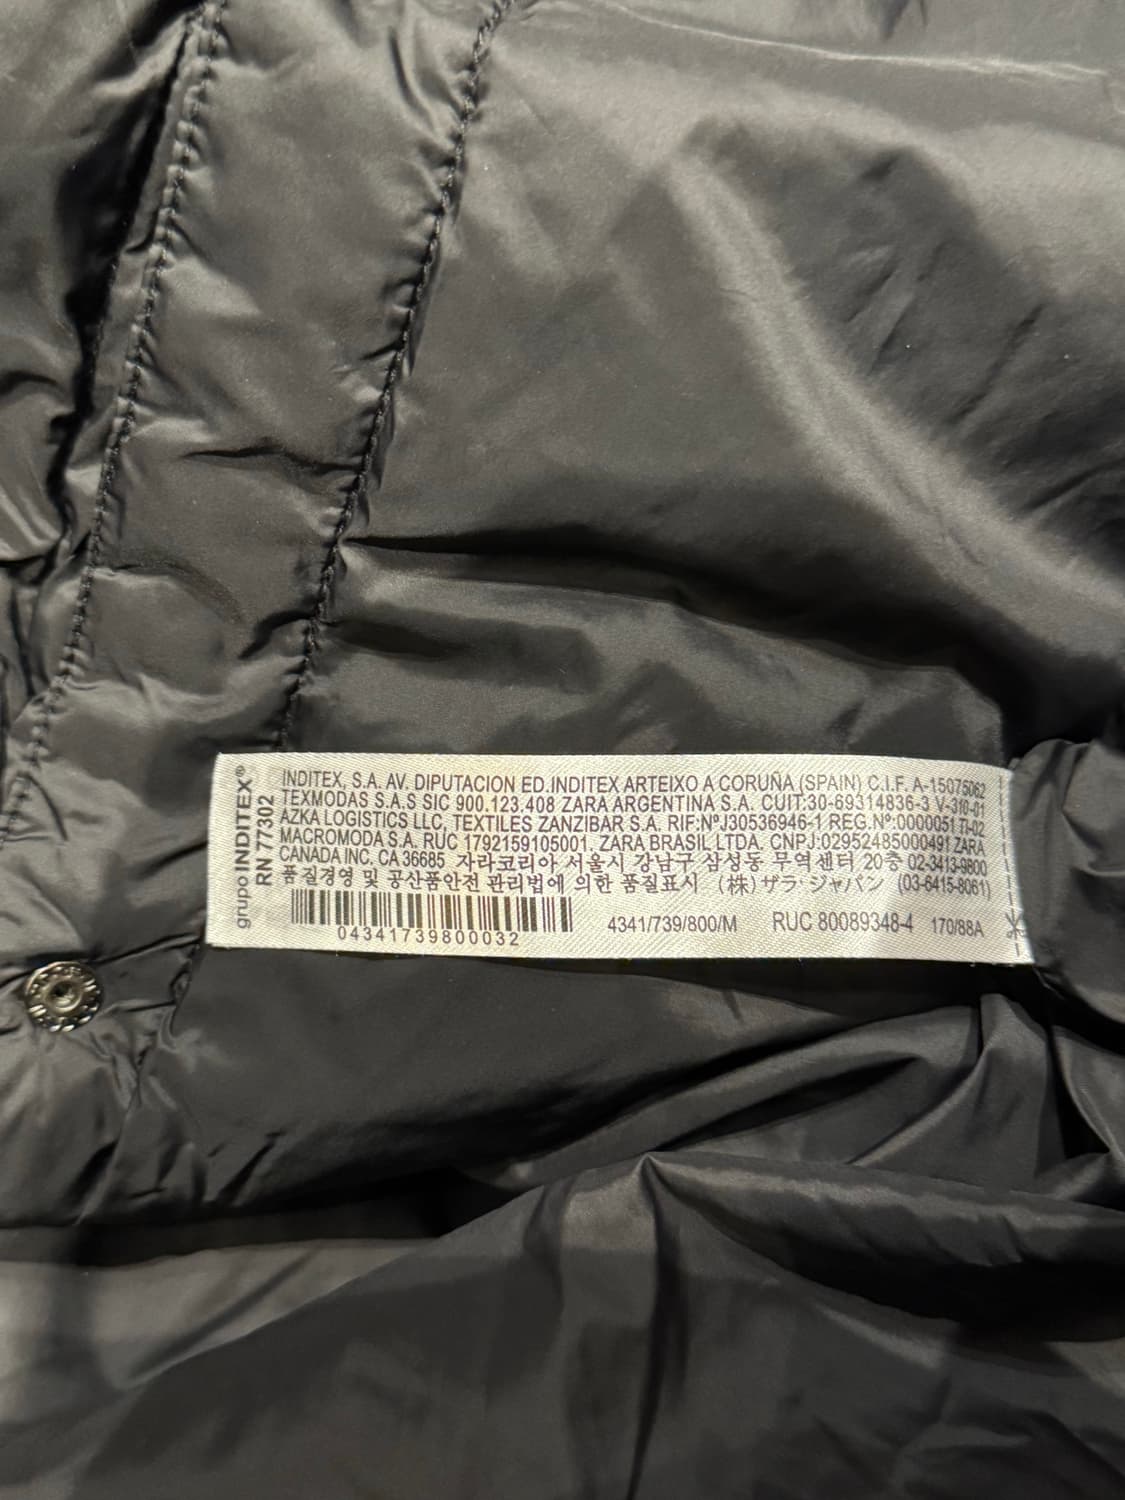 grupo INDITEX®
RN 77302
INDITEX, S.A. AV. DIPUTACION ED.INDITEX ARTEIXO A CORUÑA (SPAIN) C.I.F. A-15075062
TEXMODAS S.A.S SIC 900.123.408 ZARA ARGENTINA S.A. CUIT:30-69314836-3 V-310-01
AZKA LOGISTICS LLC, TEXTILES ZANZIBAR S.A. RIF:NºJ30536946-1 REG.Nº:0000051 TI-02
MACROMODA S.A. RUC 1792159105001. ZARA BRASIL LTDA. CNPJ:02952485000491 ZARA
CANADA INC. CA 36685 자라코리아 서울시 강남구 삼성동 무역센터 20층 02-3413-9800
품질경영 및 공산품안전 관리법에 의한 품질표시 (株) ザラ・ジャパン (03-6415-8061)
04341739800032
4341/739/800/M RUC 80089348-4 170/88A